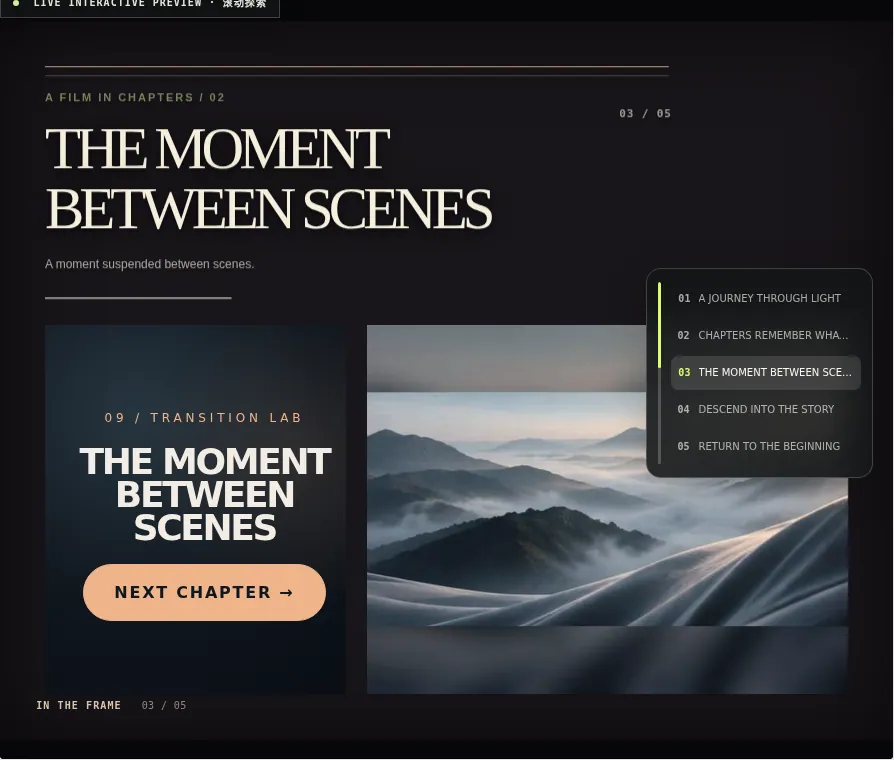 LIVE INTERACTIVE PREVIEW · 滚动探索
A FILM IN CHAPTERS / 02
03 / 05
THE MOMENT
BETWEEN SCENES
A moment suspended between scenes.
01 A JOURNEY THROUGH LIGHT
02 CHAPTERS REMEMBER WHA...
03 THE MOMENT BETWEEN SCE...
04 DESCEND INTO THE STORY
05 RETURN TO THE BEGINNING
09 / TRANSITION LAB
THE MOMENT
BETWEEN
SCENES
NEXT CHAPTER →
IN THE FRAME 03 / 05